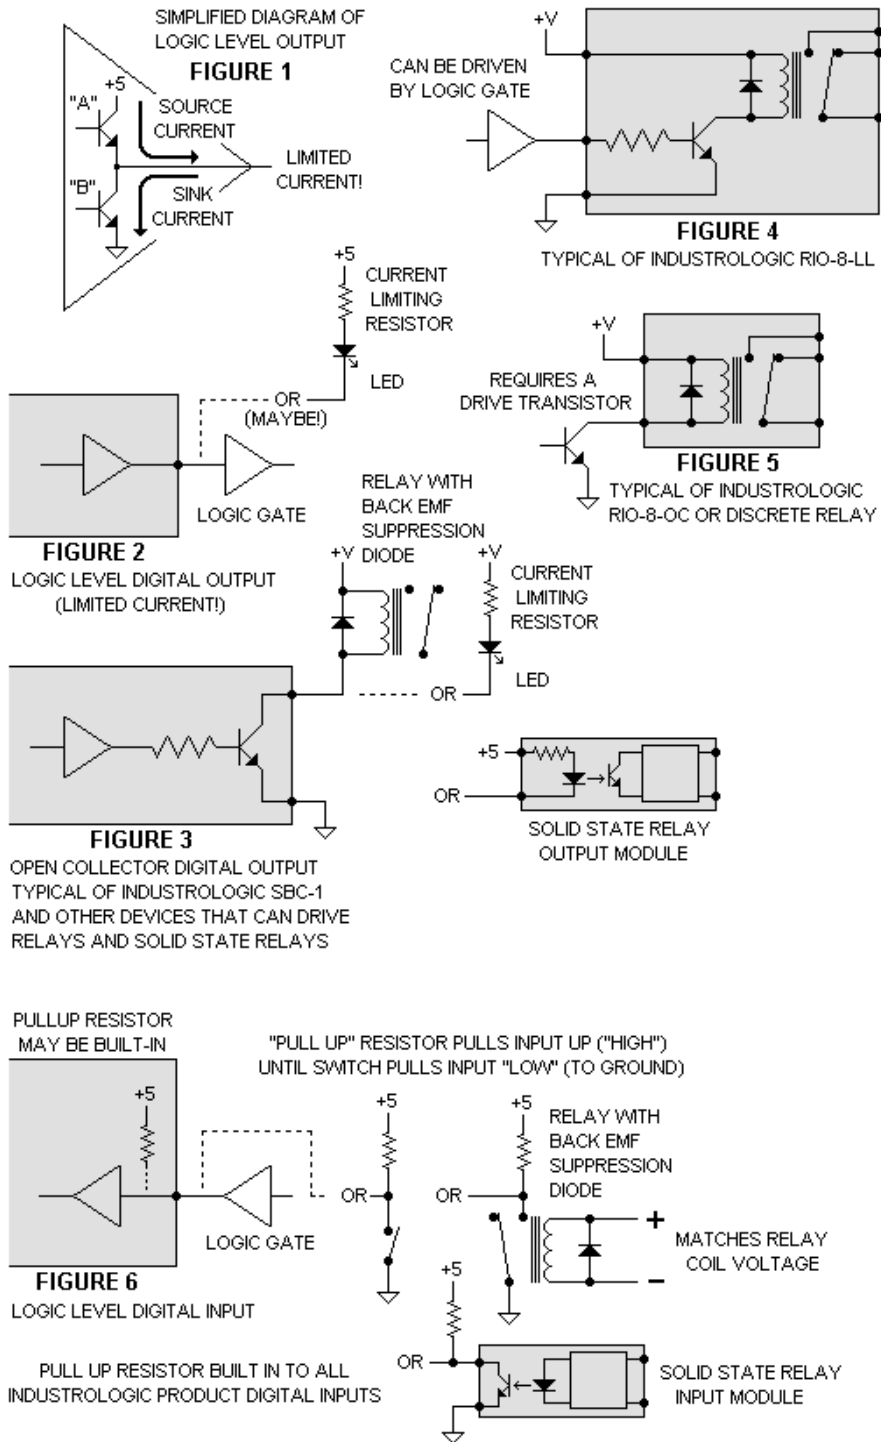 SIMPLIFIED DIAGRAM OF
LOGIC LEVEL OUTPUT
FIGURE 1
+5
"A"
SOURCE
CURRENT
LIMITED
CURRENT!
"B"
SINK
CURRENT
+V
CAN BE DRIVEN
BY LOGIC GATE
FIGURE 4
TYPICAL OF INDUSTROLOGIC RIO-8-LL
+5
CURRENT
LIMITING
RESISTOR
LED
OR
(MAYBE!)
LOGIC GATE
FIGURE 2
LOGIC LEVEL DIGITAL OUTPUT
(LIMITED CURRENT!)
+V
REQUIRES A
DRIVE TRANSISTOR
FIGURE 5
TYPICAL OF INDUSTROLOGIC
RIO-8-OC OR DISCRETE RELAY
RELAY WITH
BACK EMF
SUPPRESSION
DIODE
+V
+V
CURRENT
LIMITING
RESISTOR
LED
OR
FIGURE 3
OPEN COLLECTOR DIGITAL OUTPUT
TYPICAL OF INDUSTROLOGIC SBC-1
AND OTHER DEVICES THAT CAN DRIVE
RELAYS AND SOLID STATE RELAYS
+5
OR
SOLID STATE RELAY
OUTPUT MODULE
PULLUP RESISTOR
MAY BE BUILT-IN
"PULL UP" RESISTOR PULLS INPUT UP ("HIGH")
UNTIL SWITCH PULLS INPUT "LOW" (TO GROUND)
+5
+5
+5
RELAY WITH
BACK EMF
SUPPRESSION
DIODE
OR
OR
LOGIC GATE
+
−
MATCHES RELAY
COIL VOLTAGE
FIGURE 6
LOGIC LEVEL DIGITAL INPUT
+5
OR
PULL UP RESISTOR BUILT IN TO ALL
INDUSTROLOGIC PRODUCT DIGITAL INPUTS
SOLID STATE RELAY
INPUT MODULE